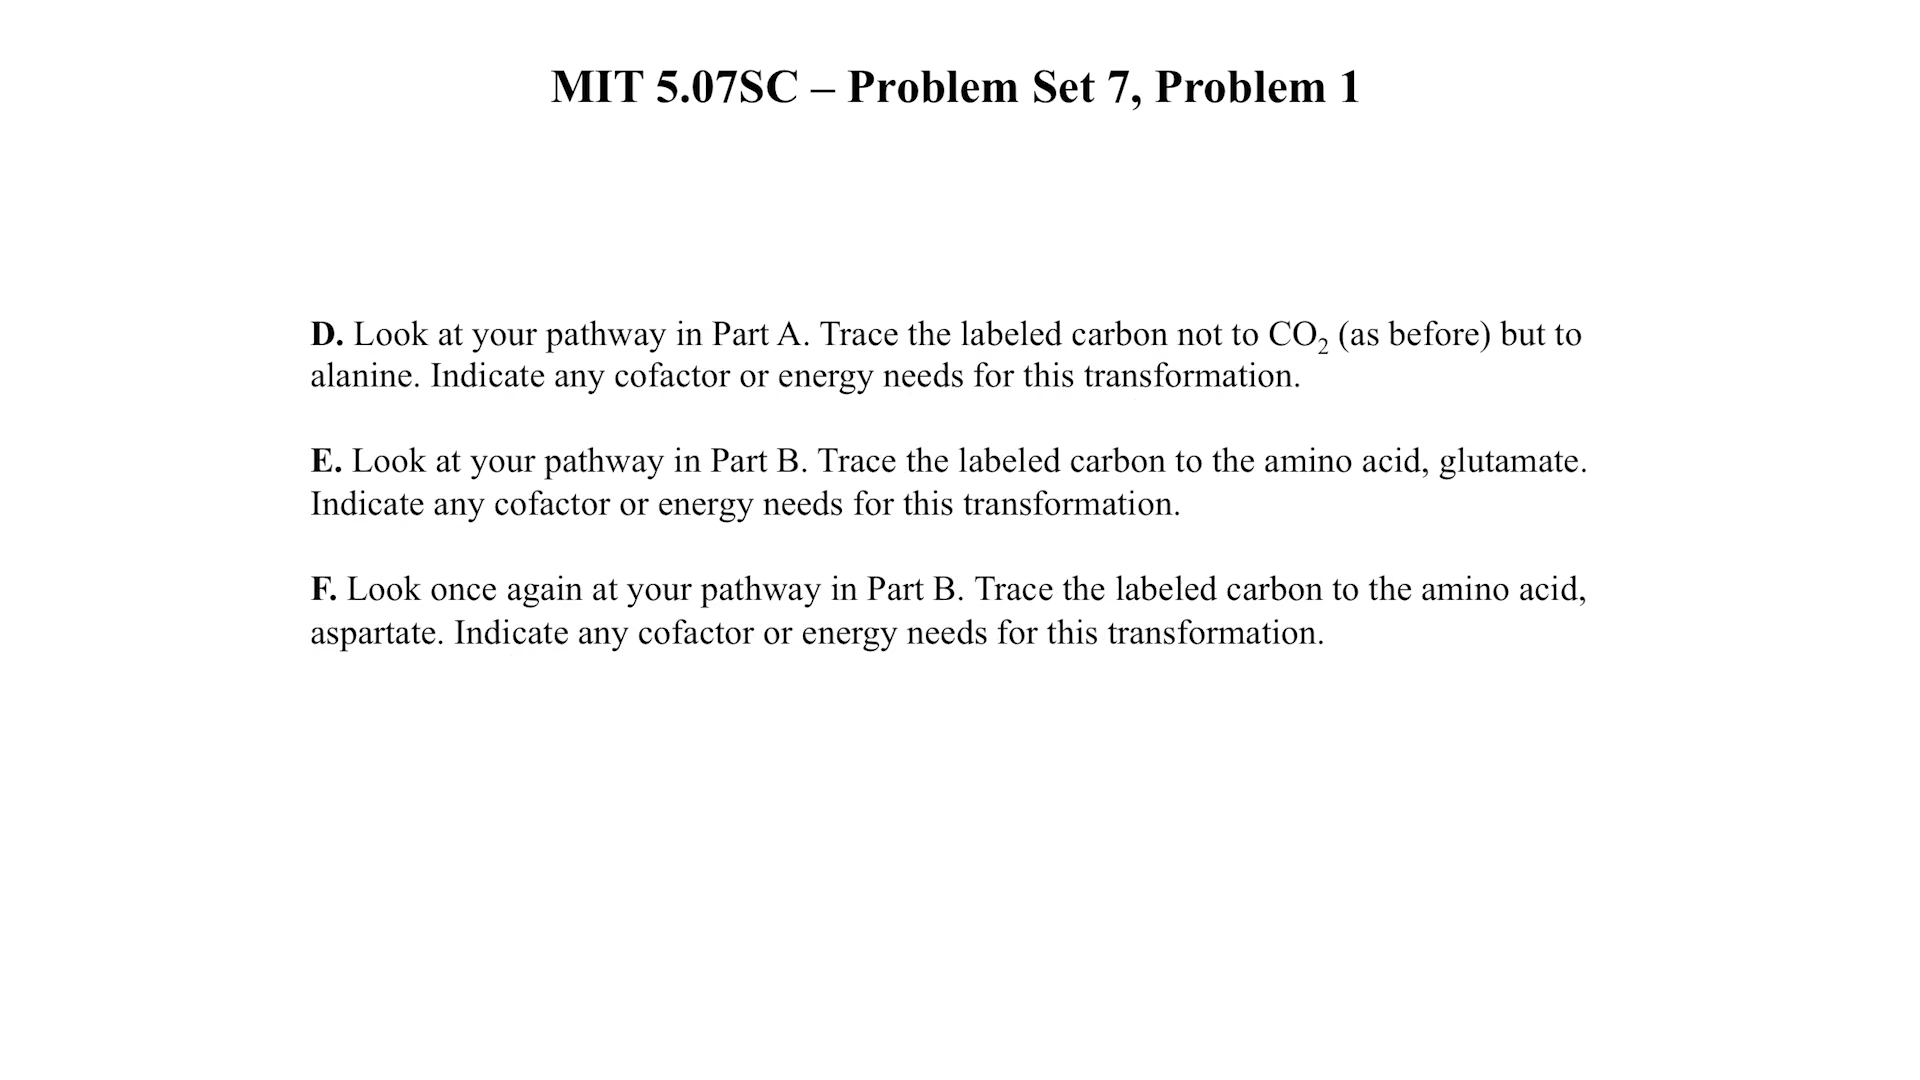 MIT 5.07SC – Problem Set 7, Problem 1
D. Look at your pathway in Part A. Trace the labeled carbon not to CO₂ (as before) but to
alanine. Indicate any cofactor or energy needs for this transformation.
E. Look at your pathway in Part B. Trace the labeled carbon to the amino acid, glutamate.
Indicate any cofactor or energy needs for this transformation.
F. Look once again at your pathway in Part B. Trace the labeled carbon to the amino acid,
aspartate. Indicate any cofactor or energy needs for this transformation.